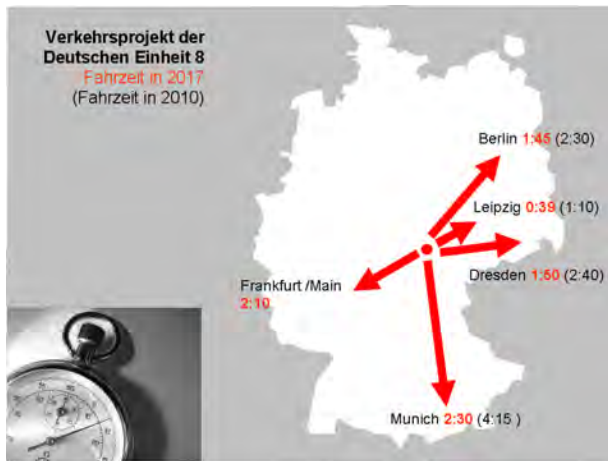 Verkehrsprojekt der
Deutschen Einheit 8
Fahrzeit in 2017
(Fahrzeit in 2010)
Berlin 1:45 (2:30)
Leipzig 0:39 (1:10)
Dresden 1:50 (2:40)
Frankfurt /Main
2:10
Munich 2:30 (4:15 )